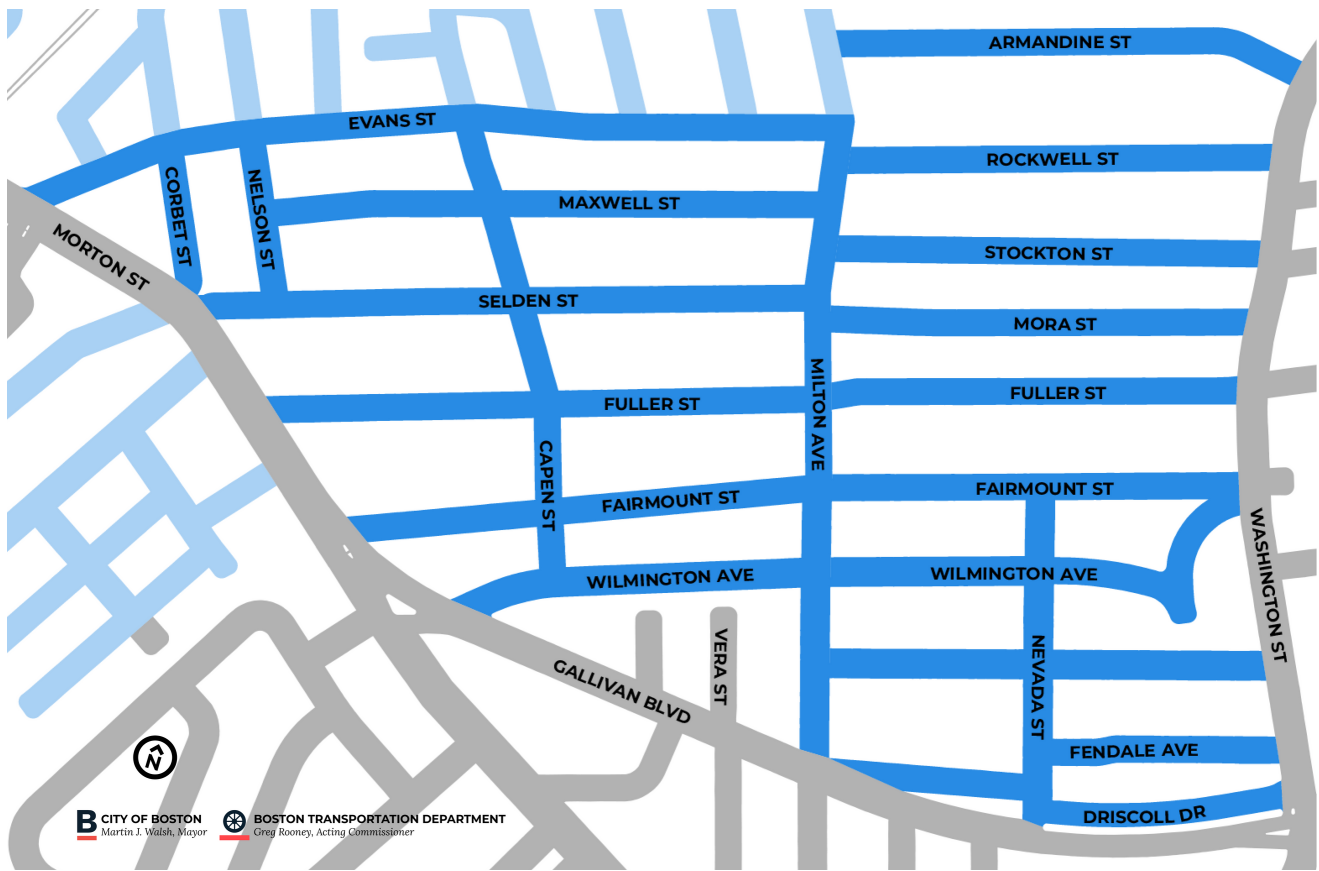 ARMANDINE ST
EVANS ST
ROCKWELL ST
CORBET ST
NELSON ST
MAXWELL ST
MORTON ST
STOCKTON ST
SELDEN ST
MORA ST
MILTON AVE
FULLER ST
FULLER ST
CAPEN ST
FAIRMOUNT ST
FAIRMOUNT ST
WASHINGTON ST
WILMINGTON AVE
WILMINGTON AVE
VERA ST
NEVADA ST
GALLIVAN BLVD
FENDALE AVE
N
DRISCOLL DR
B CITY OF BOSTON
Martin J. Walsh, Mayor
BOSTON TRANSPORTATION DEPARTMENT
Greg Rooney, Acting Commissioner